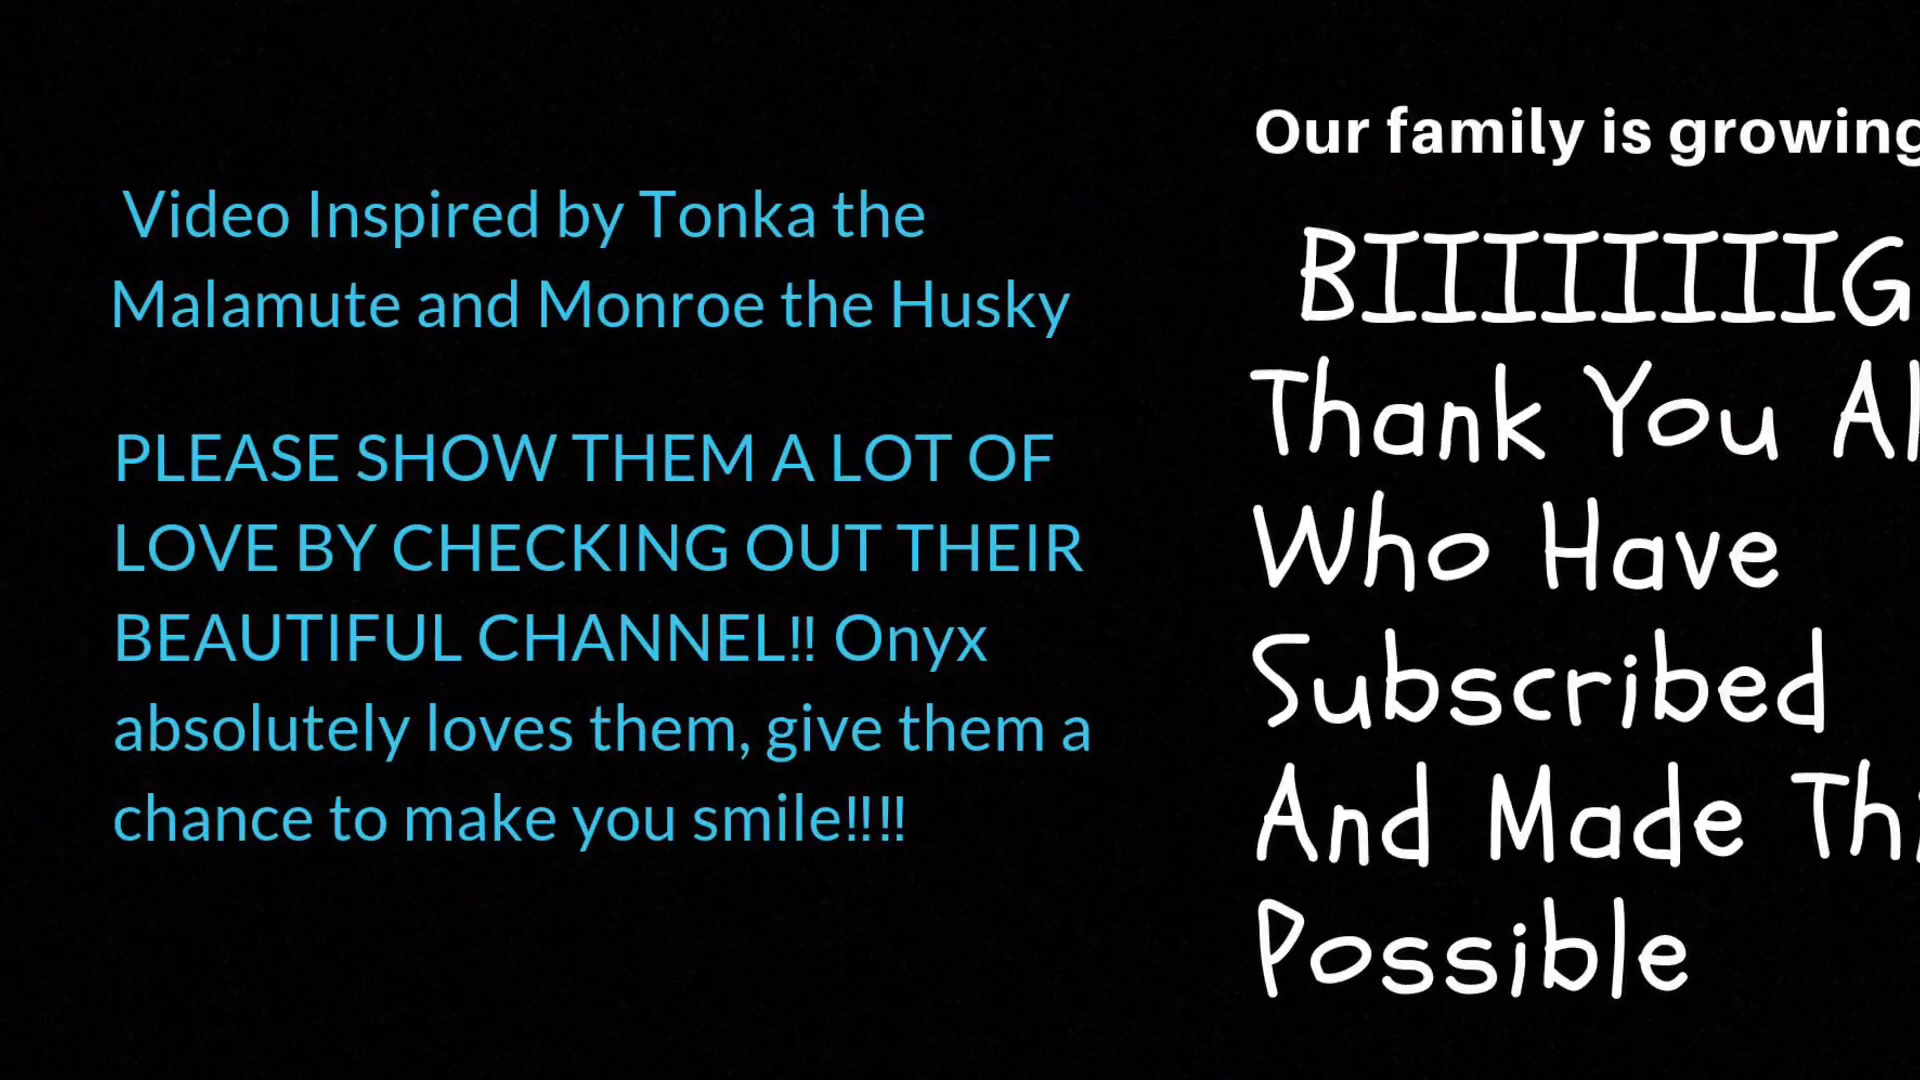 Video Inspired by Tonka the
Malamute and Monroe the Husky
PLEASE SHOW THEM A LOT OF
LOVE BY CHECKING OUT THEIR
BEAUTIFUL CHANNEL!! Onyx
absolutely loves them, give them a
chance to make you smile!!!!
Our family is growing
BIIIIIIIIG
Thank You
Who Have
Subscribed
And Made
Possible